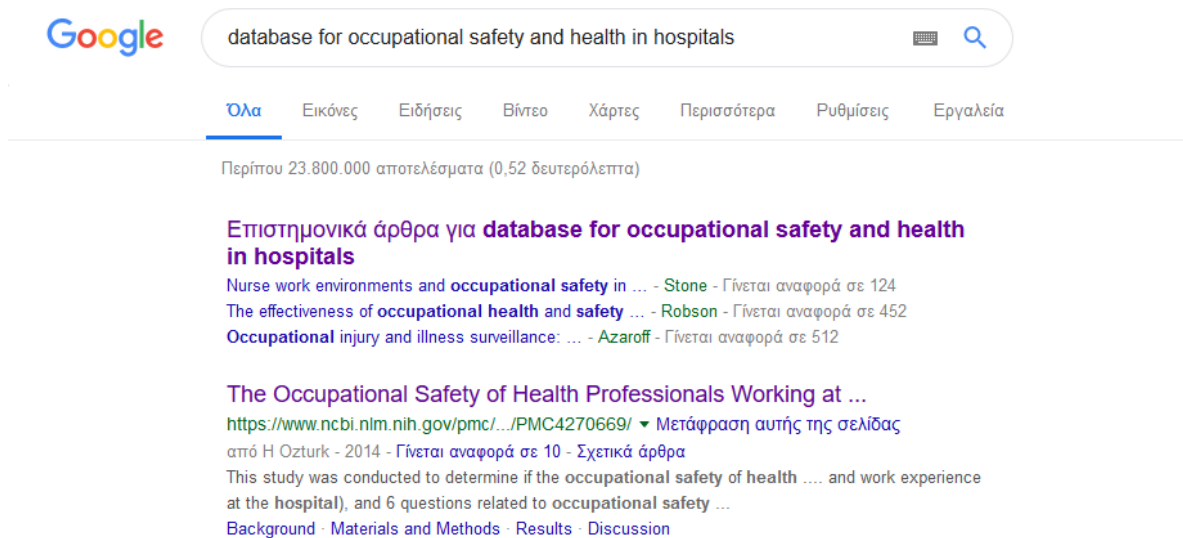 Google database for occupational safety and health in hospitals
Όλα Εικόνες Ειδήσεις Βίντεο Χάρτες Περισσότερα Ρυθμίσεις Εργαλεία
Περίπου 23.800.000 αποτελέσματα (0,52 δευτερόλεπτα)
Επιστημονικά άρθρα για database for occupational safety and health
in hospitals
Nurse work environments and occupational safety in ... - Stone - Γίνεται αναφορά σε 124
The effectiveness of occupational health and safety ... - Robson - Γίνεται αναφορά σε 452
Occupational injury and illness surveillance: ... - Azaroff - Γίνεται αναφορά σε 512
The Occupational Safety of Health Professionals Working at ...
https://www.ncbi.nlm.nih.gov/pmc/.../PMC4270669/ ▾ Μετάφραση αυτής της σελίδας
από H Ozturk - 2014 - Γίνεται αναφορά σε 10 - Σχετικά άρθρα
This study was conducted to determine if the occupational safety of health .... and work experience
at the hospital), and 6 questions related to occupational safety ...
Background · Materials and Methods · Results · Discussion